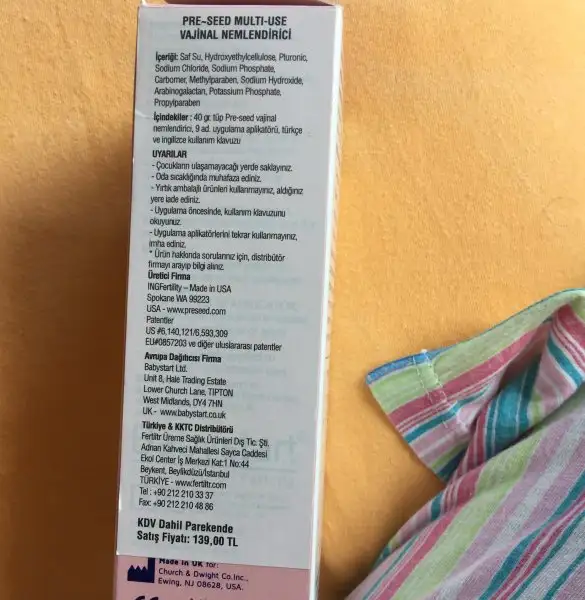 PRE~SEED MULTI-USE
VAJİNAL NEMLENDİRİCİ
İçeriği: Saf Su, Hydroxyethylcellulose, Pluronic,
Sodium Chloride, Sodium Phosphate,
Carbomer, Methylparaben, Sodium Hydroxide,
Arabinogalactan, Potassium Phosphate,
Propylparaben
İçindekiler : 40 gr. tüp Pre-seed vajinal
nemlendirici, 9 ad. uygulama aplikatörü, türkçe
ve ingilizce kullanım klavuzu
UYARILAR
- Çocukların ulaşamayacağı yerde saklayınız.
- Oda sıcaklığında muhafaza ediniz.
- Yırtık ambalajlı ürünleri kullanmayınız, aldığınız
yere iade ediniz.
- Uygulama öncesinde, kullanım klavuzunu
okuyunuz.
- Uygulama aplikatörlerini tekrar kullanmayınız,
imha ediniz.
* Ürün hakkında sorularınız için, distribütör
firmayı arayıp bilgi alınız.
Üretici Firma
INGFertility – Made in USA
Spokane WA 99223
USA - www.preseed.com
Patentler
US #6,140,121/6,593,309
EU#0857203 ve diğer uluslararası patentler
Avrupa Dağıtıcısı Firma
Babystart Ltd.
Unit 8, Hale Trading Estate
Lower Church Lane, TIPTON
West Midlands, DY4 7HN
UK - www.babystart.co.uk
Türkiye & KKTC Distribütörü
Fertiltr Üreme Sağlık Ürünleri Dış Tic. Şti.
Adnan Kahveci Mahallesi Sayca Caddesi
Ekol Center İş Merkezi Kat:1 No:44
Beykent, Beylikdüzü/İstanbul
TÜRKİYE - www.fertiltr.com
Tel : +90 212 210 33 37
Fax: +90 212 210 48 86
KDV Dahil Parekende
Satış Fiyatı: 139,00 TL
Made in UK for:
Church & Dwight Co.Inc.,
Ewing, NJ 08628, USA.